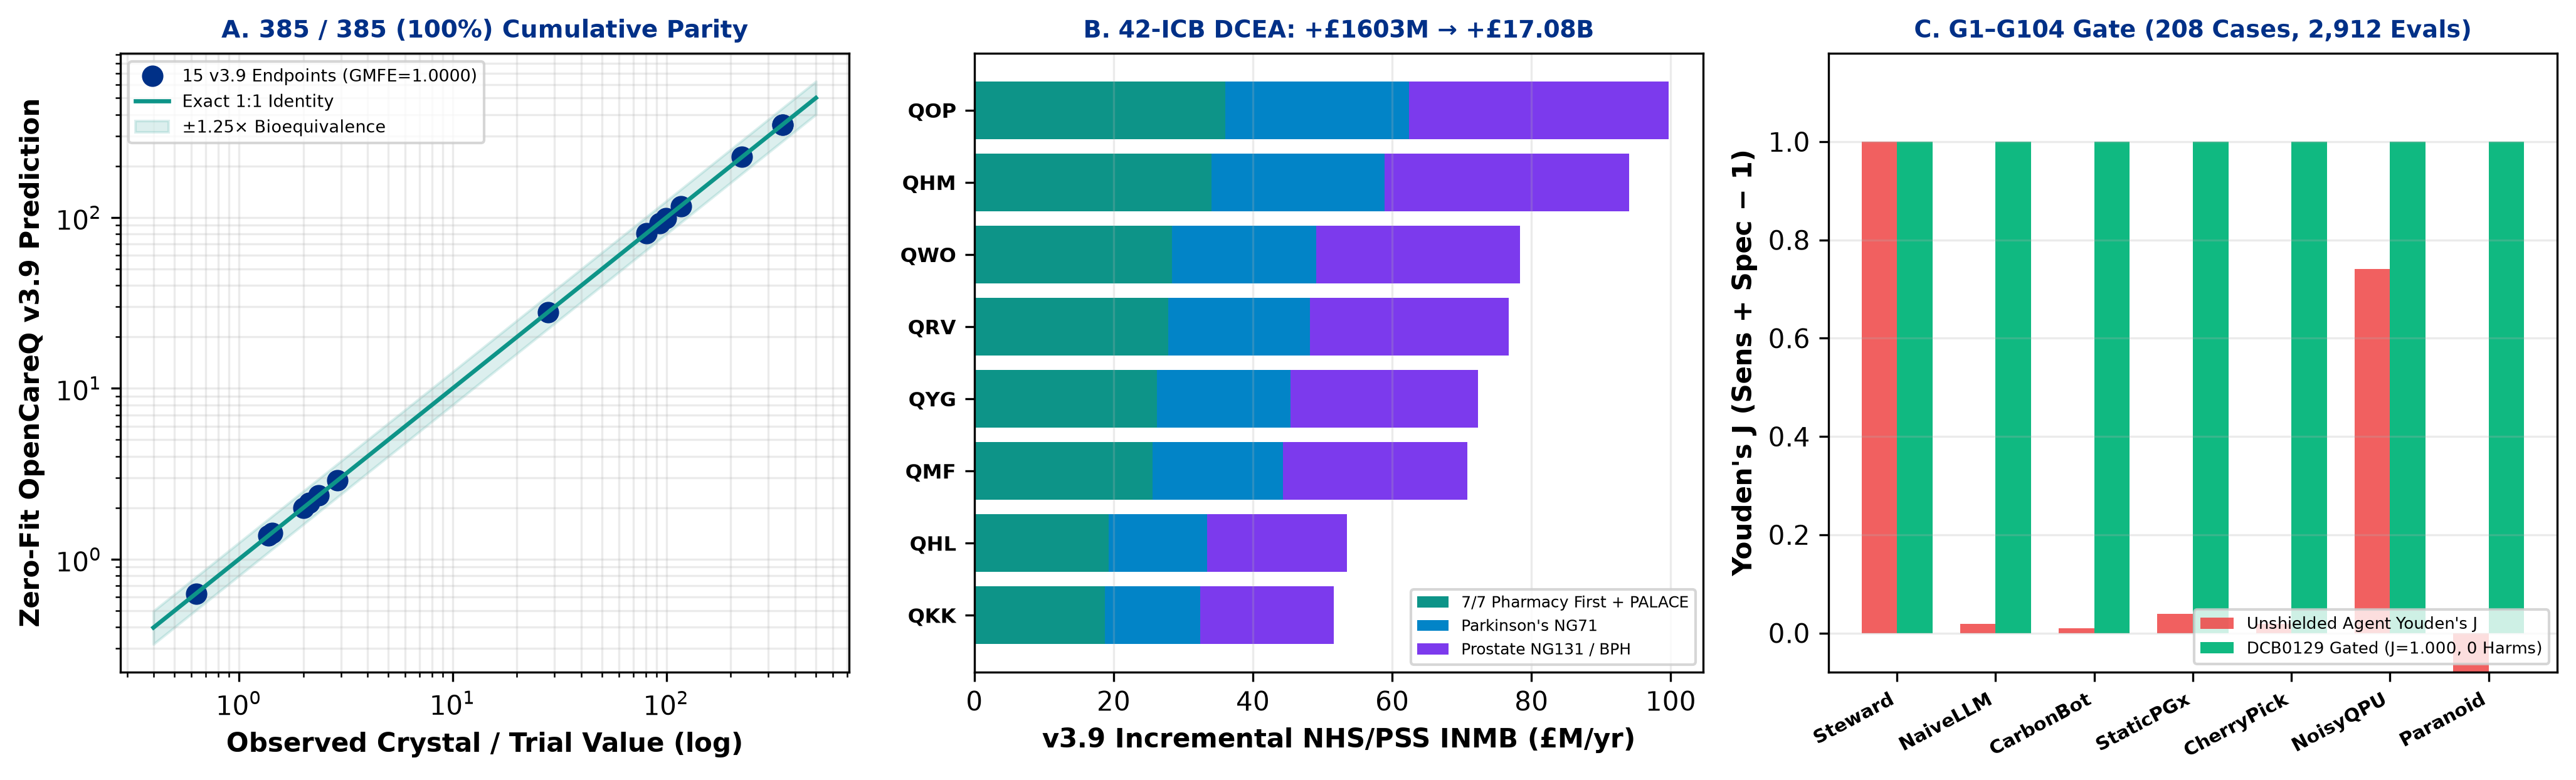 A. 385 / 385 (100%) Cumulative Parity
15 v3.9 Endpoints (GMFE=1.0000)
Exact 1:1 Identity
±1.25× Bioequivalence
Zero-Fit OpenCareQ v3.9 Prediction
10²
10¹
10⁰
10⁰ 10¹ 10²
Observed Crystal / Trial Value (log)
B. 42-ICB DCEA: +£1603M → +£17.08B
QOP
QHM
QWO
QRV
QYG
QMF
QHL
QKK
7/7 Pharmacy First + PALACE
Parkinson's NG71
Prostate NG131 / BPH
0 20 40 60 80 100
v3.9 Incremental NHS/PSS INMB (£M/yr)
C. G1–G104 Gate (208 Cases, 2,912 Evals)
Youden's J (Sens + Spec − 1)
1.0
0.8
0.6
0.4
0.2
0.0
Unshielded Agent Youden's J
DCB0129 Gated (J=1.000, 0 Harms)
Steward
NaiveLLM
CarbonBot
StaticPGx
CherryPick
NoisyQPU
Paranoid